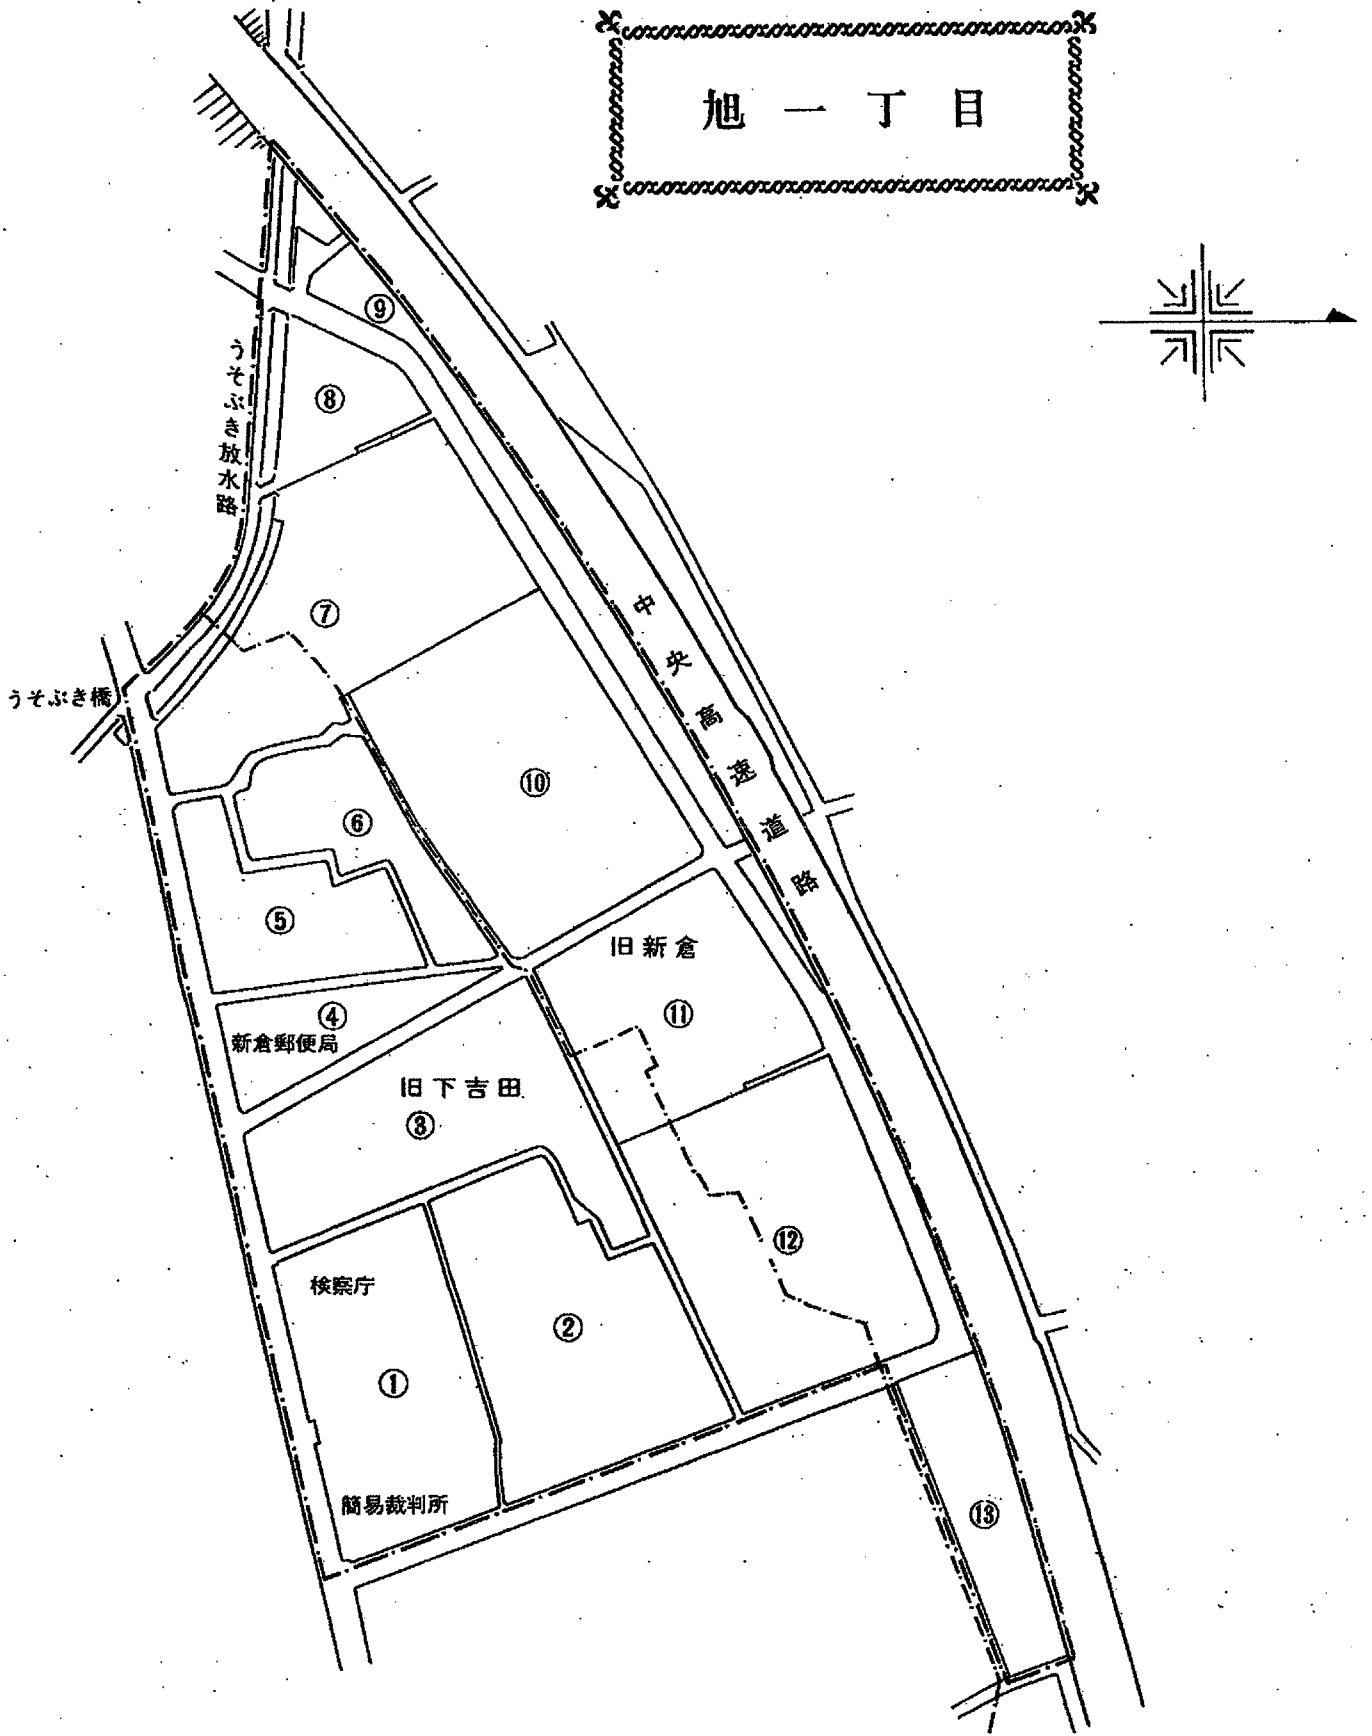 旭一丁目
⑨
うそぶき放水路
⑧
⑦
中央高速道路
うそぶき橋
⑩
⑥
⑤
旧新倉
④
⑪
新倉郵便局
旧下吉田
③
⑫
検察庁
②
①
簡易裁判所
⑬